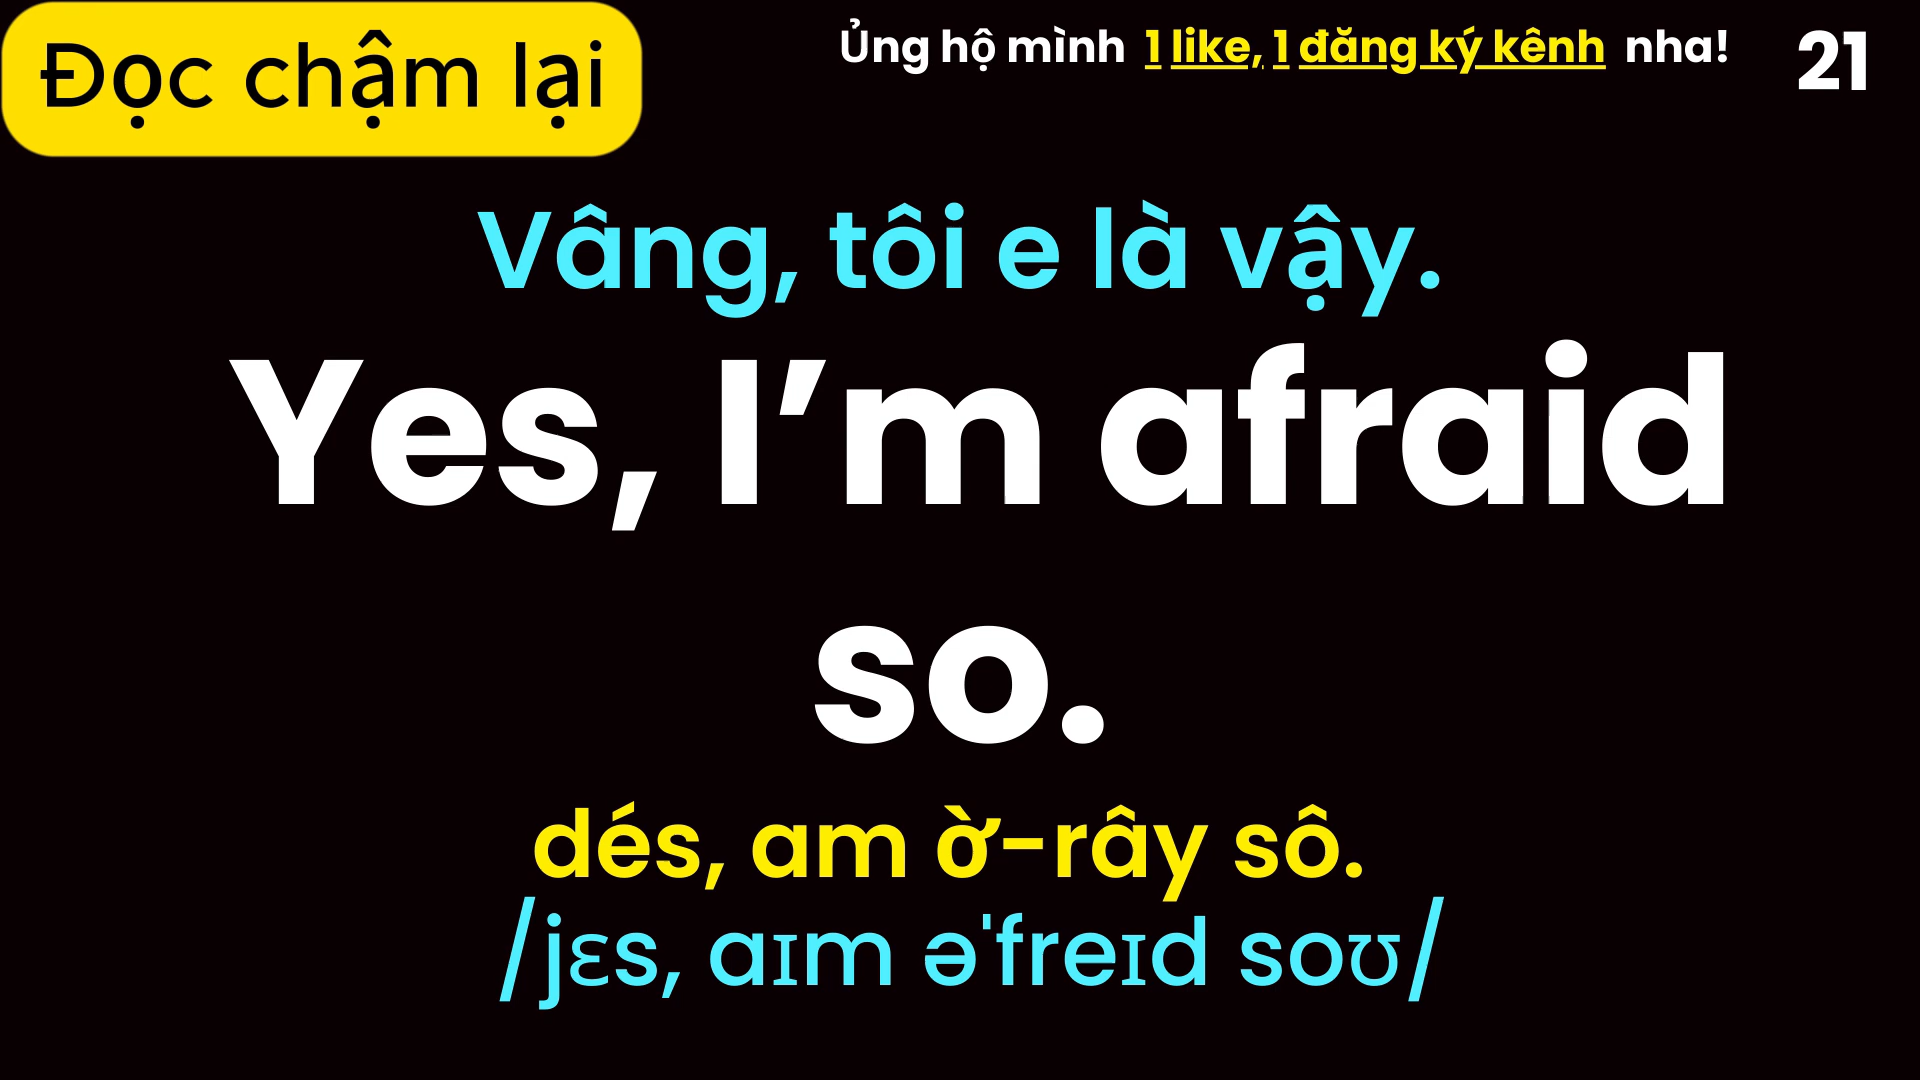 Đọc chậm lại
Ủng hộ mình 1 like, 1 đăng ký kênh nha!
21
Vâng, tôi e là vậy.
Yes, I’m afraid
so.
dés, am ờ-rây sô.
/jɛs, aɪm əˈfreɪd soʊ/